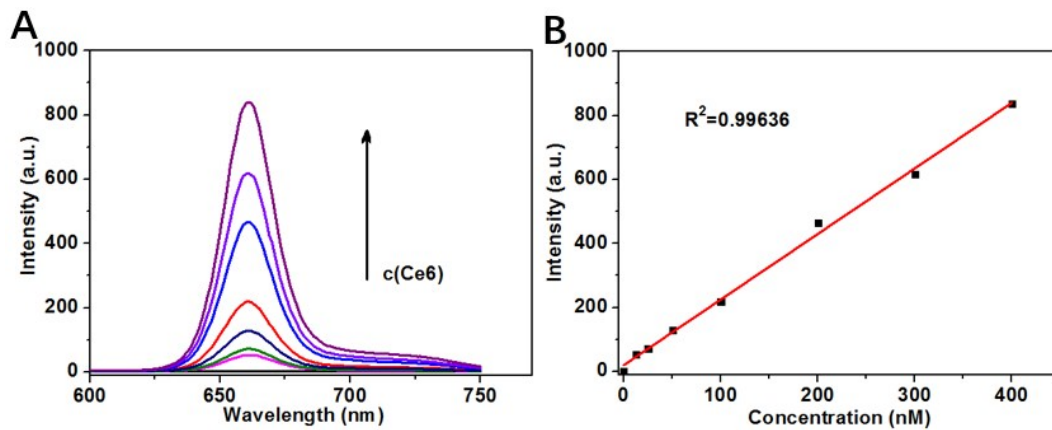 A
1000
800
600
400
200
0
Intensity (a.u.)
c(Ce6)
600
650
700
750
Wavelength (nm)
B
1000
800
600
400
200
0
Intensity (a.u.)
R²=0.99636
0
100
200
300
400
Concentration (nM)